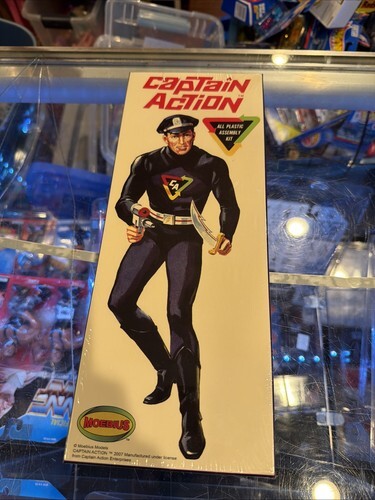 CAPTAIN
ACTION
ALL PLASTIC
ASSEMBLY
KIT
CA
MOEBIUS
© Moebius Models
CAPTAIN ACTION ™ 2007 Manufactured under license
from Captain Action Enterprises